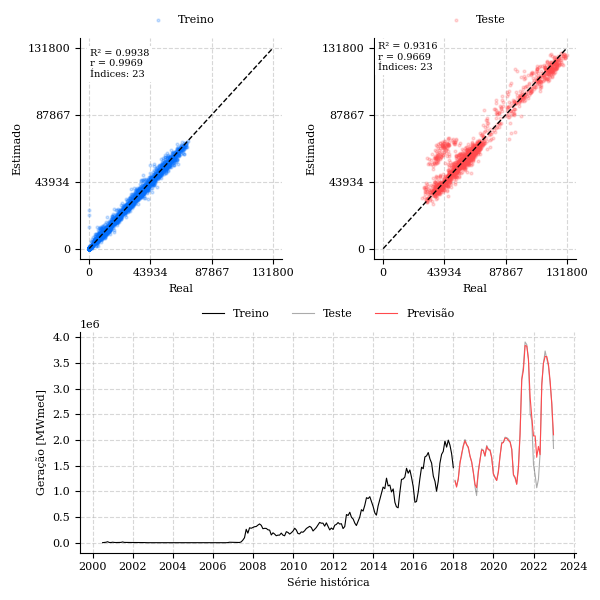 Treino
Teste
R² = 0.9938
r = 0.9969
Índices: 23
R² = 0.9316
r = 0.9669
Índices: 23
131800
87867
43934
0
Estimado
0 43934 87867 131800
Real
131800
87867
43934
0
Estimado
0 43934 87867 131800
Real
Treino Teste Previsão
1e6
4.0
3.5
3.0
2.5
2.0
1.5
1.0
0.5
0.0
Geração [MWmed]
2000 2002 2004 2006 2008 2010 2012 2014 2016 2018 2020 2022 2024
Série histórica